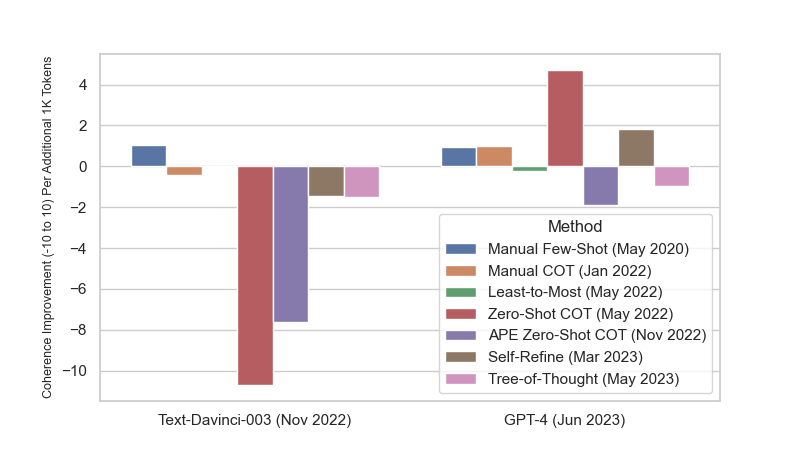 Coherence Improvement (-10 to 10) Per Additional 1K Tokens
4
2
0
−2
−4
−6
−8
−10
Text-Davinci-003 (Nov 2022)
GPT-4 (Jun 2023)
Method
Manual Few-Shot (May 2020)
Manual COT (Jan 2022)
Least-to-Most (May 2022)
Zero-Shot COT (May 2022)
APE Zero-Shot COT (Nov 2022)
Self-Refine (Mar 2023)
Tree-of-Thought (May 2023)